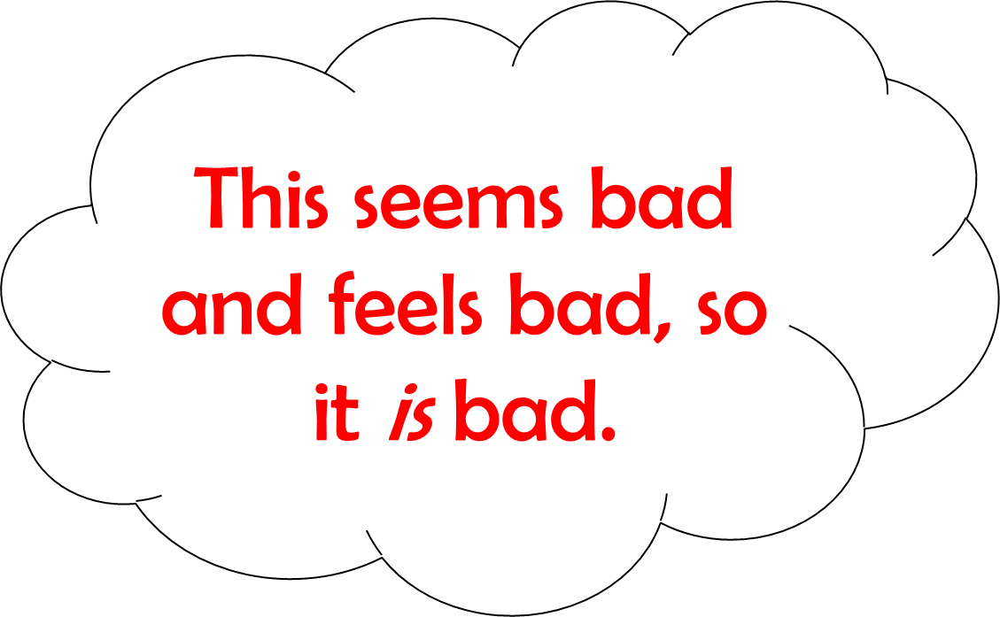 This seems bad
and feels bad, so
it is bad.